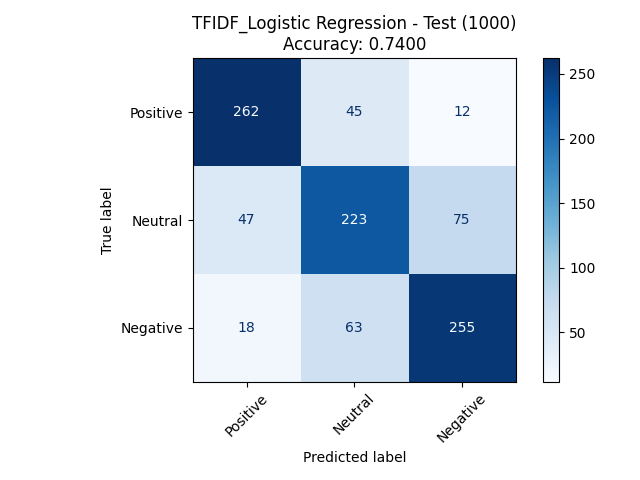 TFIDF_Logistic Regression - Test (1000)
Accuracy: 0.7400
Positive 262 45 12
Neutral 47 223 75
Negative 18 63 255
Positive Neutral Negative
Predicted label
True label
250
200
150
100
50